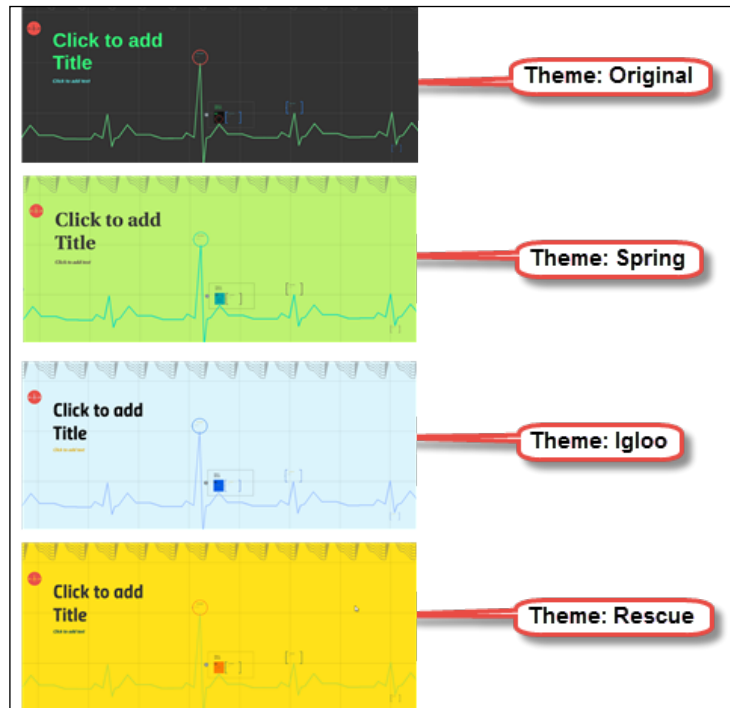 Click to add
Title
Click to add text
Theme: Original
Click to add
Title
Click to add text
Theme: Spring
Click to add
Title
Click to add text
Theme: Igloo
Click to add
Title
Click to add text
Theme: Rescue